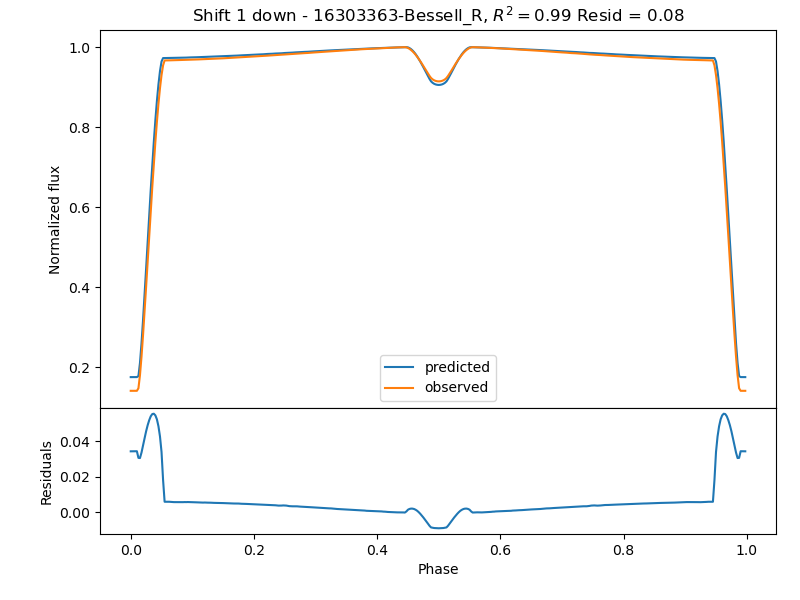 Shift 1 down - 16303363-Bessell_R, $R^2 = 0.99$ Resid = 0.08
1.0
0.8
0.6
0.4
0.2
Normalized flux
predicted
observed
0.04
0.02
0.00
Residuals
0.0 0.2 0.4 0.6 0.8 1.0
Phase